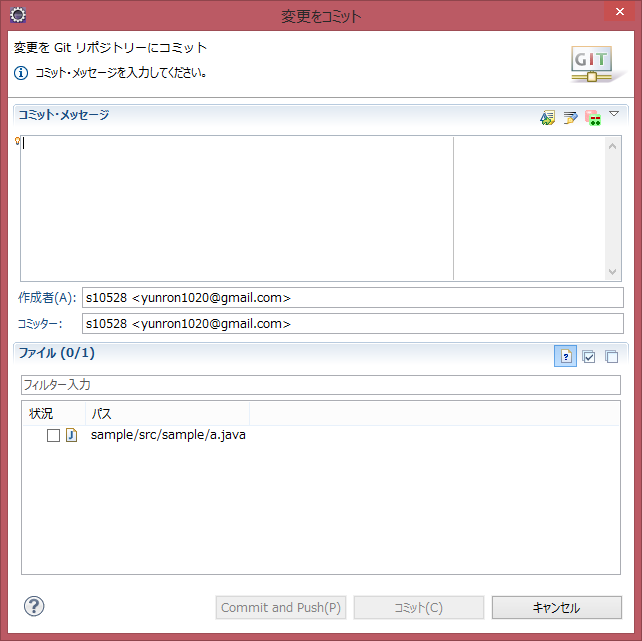 変更をコミット
変更を Git リポジトリーにコミット
コミット・メッセージを入力してください。
GIT
コミット・メッセージ
作成者(A): s10528 <yunron1020@gmail.com>
コミッター: s10528 <yunron1020@gmail.com>
ファイル (0/1)
フィルター入力
状況 パス
sample/src/sample/a.java
Commit and Push(P) コミット(C) キャンセル